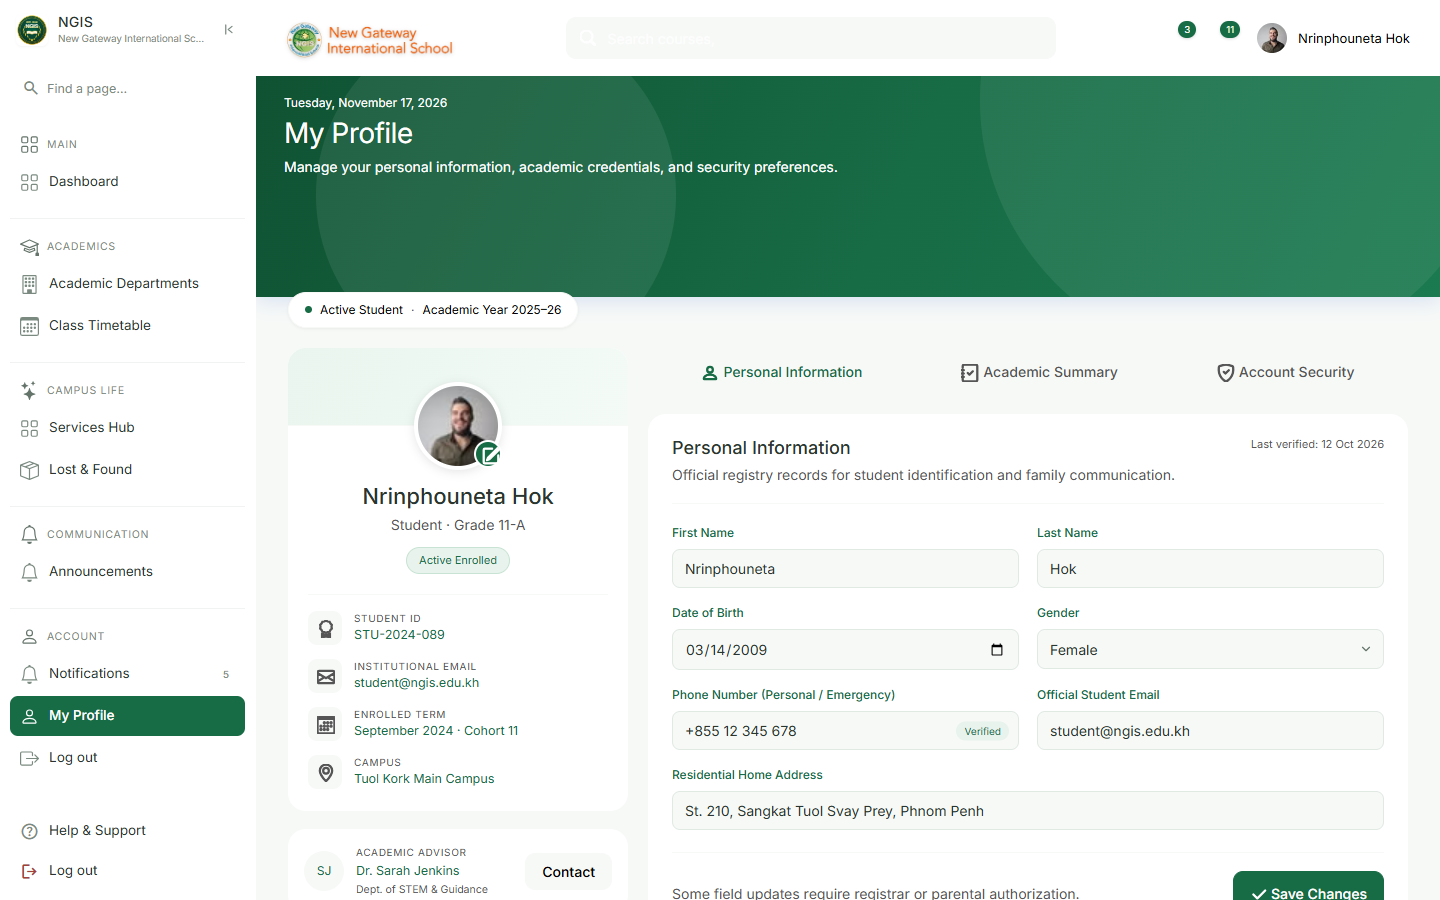 NGIS
New Gateway International Sc...
Find a page...
MAIN
Dashboard
ACADEMICS
Academic Departments
Class Timetable
CAMPUS LIFE
Services Hub
Lost & Found
COMMUNICATION
Announcements
ACCOUNT
Notifications 5
My Profile
Log out
Help & Support
Log out
New Gateway
International School
Search courses,
3
11
Nrinphouneta Hok
Tuesday, November 17, 2026
My Profile
Manage your personal information, academic credentials, and security preferences.
Active Student · Academic Year 2025–26
Nrinphouneta Hok
Student · Grade 11-A
Active Enrolled
STUDENT ID
STU-2024-089
INSTITUTIONAL EMAIL
student@ngis.edu.kh
ENROLLED TERM
September 2024 · Cohort 11
CAMPUS
Tuol Kork Main Campus
SJ
ACADEMIC ADVISOR
Dr. Sarah Jenkins
Dept. of STEM & Guidance
Contact
Personal Information
Academic Summary
Account Security
Personal Information
Last verified: 12 Oct 2026
Official registry records for student identification and family communication.
First Name
Nrinphouneta
Last Name
Hok
Date of Birth
03/14/2009
Gender
Female
Phone Number (Personal / Emergency)
+855 12 345 678
Verified
Official Student Email
student@ngis.edu.kh
Residential Home Address
St. 210, Sangkat Tuol Svay Prey, Phnom Penh
Some field updates require registrar or parental authorization.
Save Changes